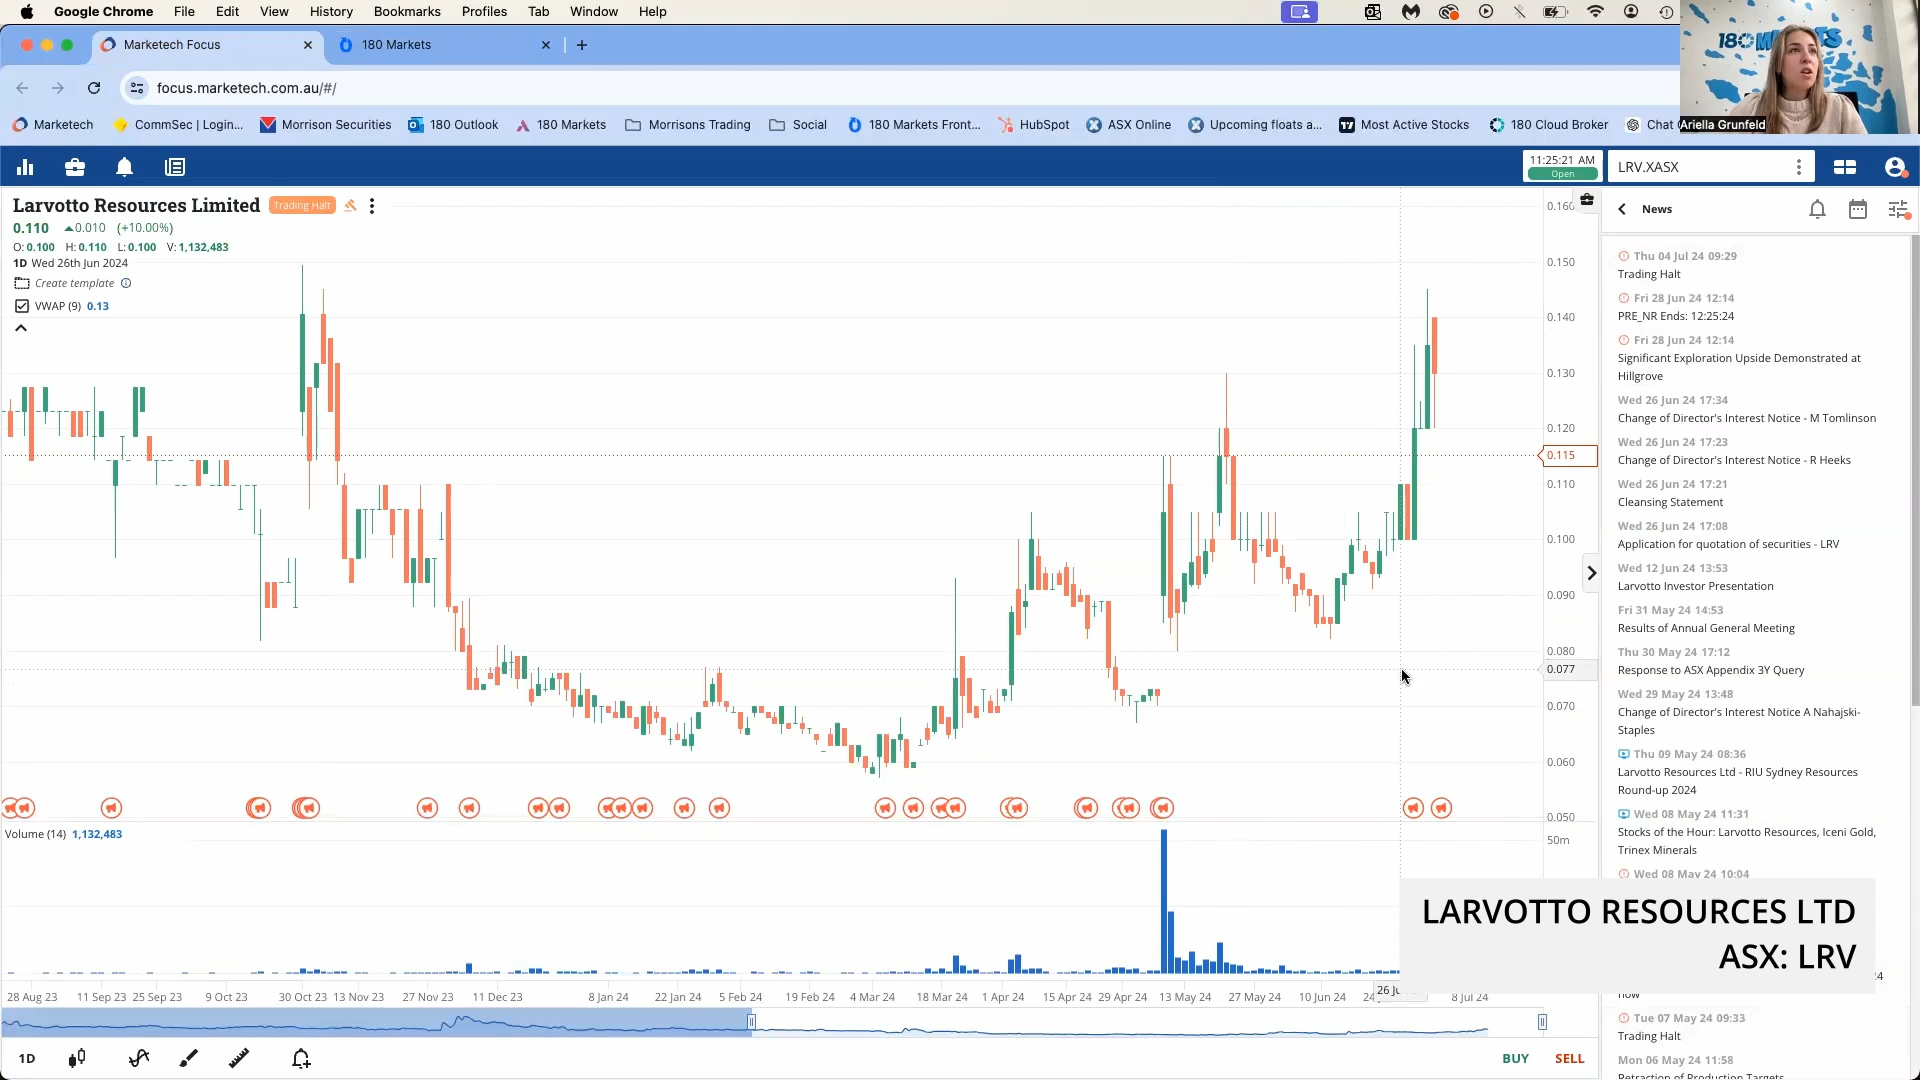 Google Chrome File Edit View History Bookmarks Profiles Tab Window Help
Marketech Focus
180 Markets
focus.marketech.com.au/#/
Marketech
CommSec | Login...
Morrison Securities
180 Outlook
180 Markets
Morrisons Trading
Social
180 Markets Front...
HubSpot
ASX Online
Upcoming floats a...
Most Active Stocks
180 Cloud Broker
Chat
180 MARKETS
Ariella Grunfeld
11:25:21 AM
Open
LRV.XASX
Larvotto Resources Limited Trading Halt
0.110 0.010 (+10.00%)
O: 0.100 H: 0.110 L: 0.100 V: 1,132,483
1D Wed 26th Jun 2024
Create template
VWAP (9) 0.13
0.160
0.150
0.140
0.130
0.120
0.115
0.110
0.100
0.090
0.080
0.077
0.070
0.060
0.050
Volume (14) 1,132,483
50m
28 Aug 23 11 Sep 23 25 Sep 23 9 Oct 23 30 Oct 23 13 Nov 23 27 Nov 23 11 Dec 23 8 Jan 24 22 Jan 24 5 Feb 24 19 Feb 24 4 Mar 24 18 Mar 24 1 Apr 24 15 Apr 24 29 Apr 24 13 May 24 27 May 24 10 Jun 24 8 Jul 24
1D
BUY SELL
News
Thu 04 Jul 24 09:29
Trading Halt
Fri 28 Jun 24 12:14
PRE_NR Ends: 12:25:24
Fri 28 Jun 24 12:14
Significant Exploration Upside Demonstrated at
Hillgrove
Wed 26 Jun 24 17:34
Change of Director's Interest Notice - M Tomlinson
Wed 26 Jun 24 17:23
Change of Director's Interest Notice - R Heeks
Wed 26 Jun 24 17:21
Cleansing Statement
Wed 26 Jun 24 17:08
Application for quotation of securities - LRV
Wed 12 Jun 24 13:53
Larvotto Investor Presentation
Fri 31 May 24 14:53
Results of Annual General Meeting
Thu 30 May 24 17:12
Response to ASX Appendix 3Y Query
Wed 29 May 24 13:48
Change of Director's Interest Notice A Nahajski-
Staples
Thu 09 May 24 08:36
Larvotto Resources Ltd - RIU Sydney Resources
Round-up 2024
Wed 08 May 24 11:31
Stocks of the Hour: Larvotto Resources, Iceni Gold,
Trinex Minerals
Wed 08 May 24 10:04
LARVOTTO RESOURCES LTD
ASX: LRV
Tue 07 May 24 09:33
Trading Halt
Mon 06 May 24 11:58
Retraction of Production Targets